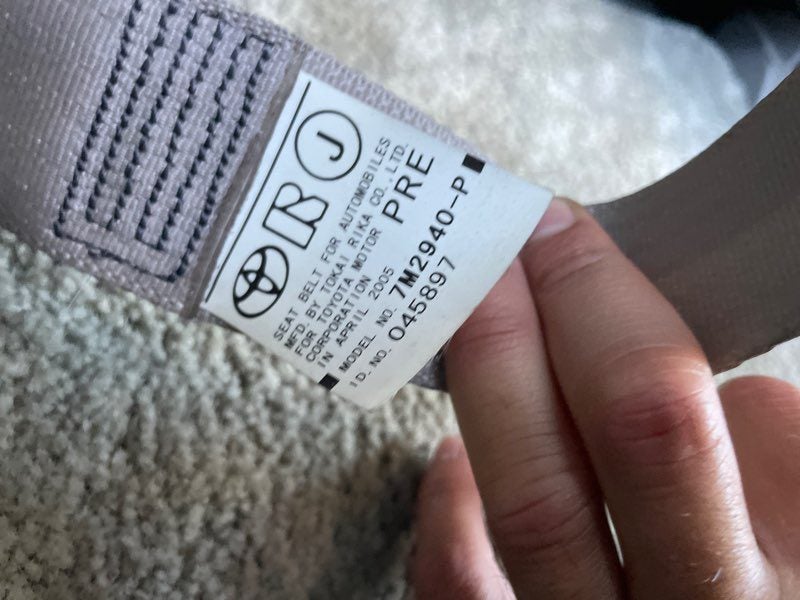 J
SEAT BELT FOR AUTOMOBILES
MFD. BY TOKAI RIKA CO., LTD.
FOR TOYOTA MOTOR
CORPORATION
IN APRIL 2005
PRE
MODEL NO. 7M2940-P
ID. NO. 045897